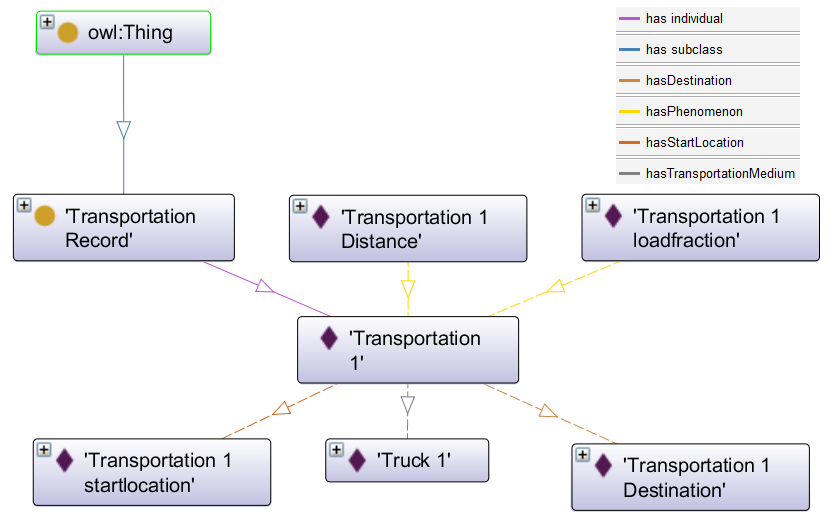 owl:Thing
has individual
has subclass
hasDestination
hasPhenomenon
hasStartLocation
hasTransportationMedium
'Transportation
Record'
'Transportation 1
Distance'
'Transportation 1
loadfraction'
'Transportation
1'
'Transportation 1
startlocation'
'Truck 1'
'Transportation 1
Destination'